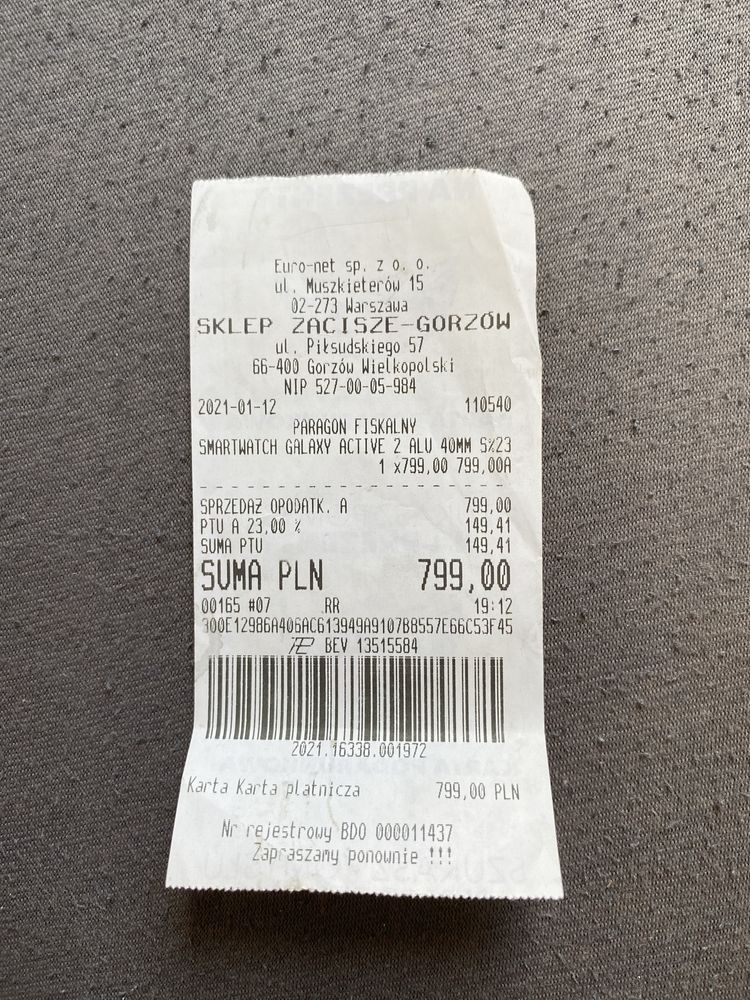 Euro-net sp. z o. o.
ul. Muszkieterów 15
02-273 Warszawa
SKLEP ZACISZE-GORZÓW
ul. Piłsudskiego 57
66-400 Gorzów Wielkopolski
NIP 527-00-05-984
2021-01-12 110540
PARAGON FISKALNY
SMARTWATCH GALAXY ACTIVE 2 ALU 40MM S%23
1 x799,00 799,00A
SPRZEDAŻ OPODATK. A 799,00
PTU A 23,00 % 149,41
SUMA PTU 149,41
SUMA PLN 799,00
00165 #07 RR 19:12
300E12986A406AC613949A9107B8557E66C53F45
BEV 13515584
2021.16338.001972
Karta Karta płatnicza 799,00 PLN
Nr rejestrowy BDO 000011437
Zapraszamy ponownie !!!